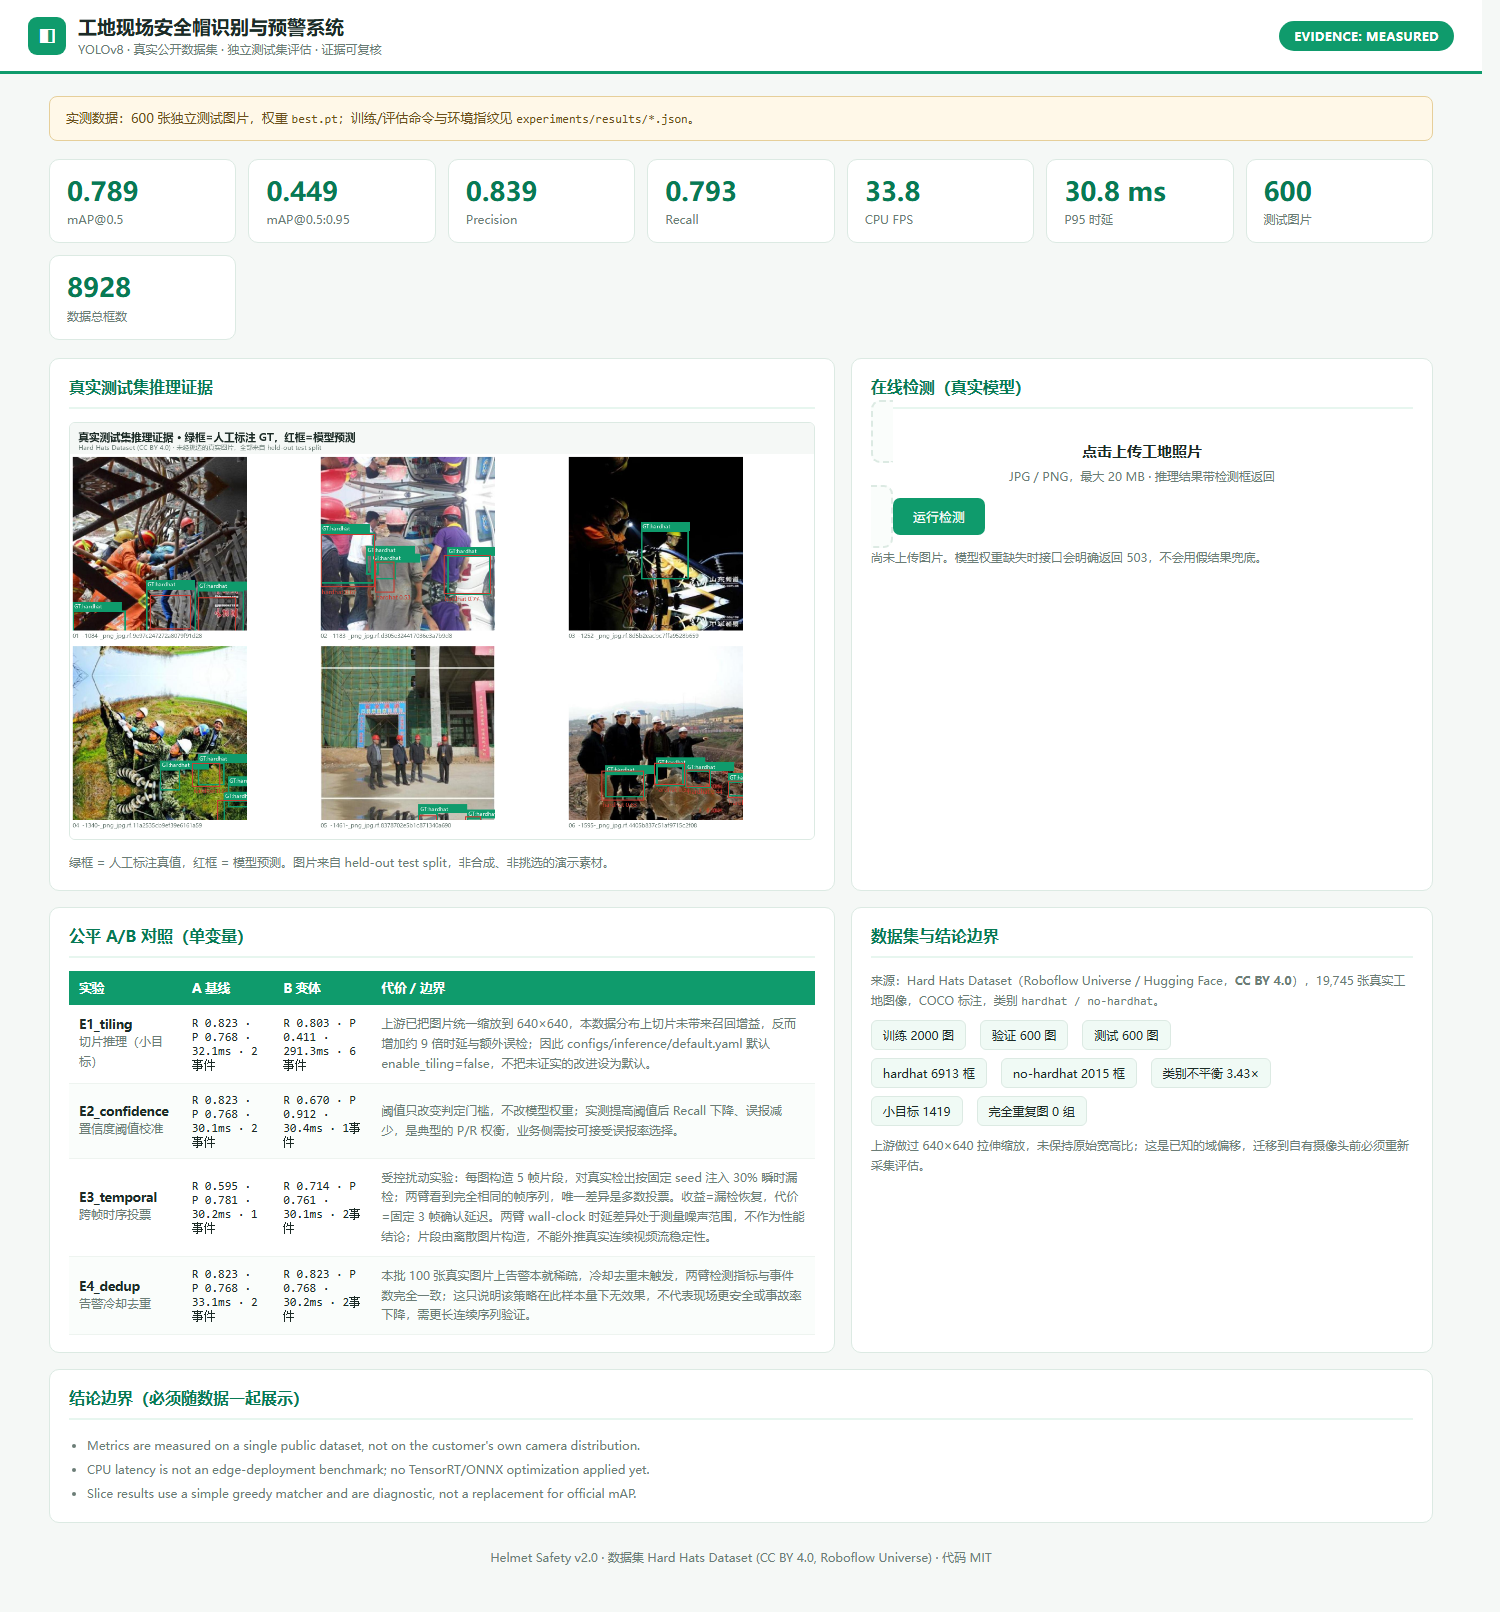 工地现场安全帽识别与预警系统
YOLOv8 · 真实公开数据集 · 独立测试集评估 · 证据可复核
EVIDENCE: MEASURED
实测数据：600 张独立测试图片，权重 best.pt；训练/评估命令与环境指纹见 experiments/results/*.json。
0.789
mAP@0.5
0.449
mAP@0.5:0.95
0.839
Precision
0.793
Recall
33.8
CPU FPS
30.8 ms
P95 时延
600
测试图片
8928
数据总框数
真实测试集推理证据
真实测试集推理证据 • 绿框=人工标注 GT，红框=模型预测
GT:hardhat
GT:hardhat
GT:hardhat
GT:hardhat
GT:hardhat
GT:hardhat
GT:hardhat
GT:hardhat
GT:hardhat
GT:hardhat
GT:hardhat
GT:hardhat
GT:hardhat
绿框 = 人工标注真值，红框 = 模型预测。图片来自 held-out test split，非合成、非挑选的演示素材。
在线检测（真实模型）
点击上传工地照片
JPG / PNG，最大 20 MB · 推理结果带检测框返回
运行检测
尚未上传图片。模型权重缺失时接口会明确返回 503，不会用假结果兜底。
公平 A/B 对照（单变量）
实验 A 基线 B 变体 代价 / 边界
E1_tiling
切片推理（小目
标）
R 0.823 ·
P 0.768 ·
32.1ms · 2
事件
R 0.803 · P
0.411 ·
291.3ms · 6
事件
上游已把图片统一缩放到 640×640，本数据分布上切片未带来召回增益，反而
增加约 9 倍时延与额外误检；因此 configs/inference/default.yaml 默认
enable_tiling=false，不把未证实的改进设为默认。
E2_confidence
置信度阈值校准
R 0.823 ·
P 0.768 ·
30.1ms · 2
事件
R 0.670 · P
0.912 ·
30.4ms · 1事
件
阈值只改变判定门槛，不改模型权重；实测提高阈值后 Recall 下降、误报减
少，是典型的 P/R 权衡，业务侧需按可接受误报率选择。
E3_temporal
跨帧时序投票
R 0.595 ·
P 0.781 ·
30.2ms · 1
事件
R 0.714 · P
0.761 ·
30.1ms · 2事
件
受控扰动实验：每图构造 5 帧片段，对真实检出按固定 seed 注入 30% 瞬时漏
检；两臂看到完全相同的帧序列，唯一差异是多数投票。收益=漏检恢复，代价
=固定 3 帧确认延迟。两臂 wall-clock 时延差异处于测量噪声范围，不作为性能
结论；片段由离散图片构造，不能外推真实连续视频流稳定性。
E4_dedup
告警冷却去重
R 0.823 ·
P 0.768 ·
33.1ms · 2
事件
R 0.823 · P
0.768 ·
30.2ms · 2事
件
本批 100 张真实图片上告警本就稀疏，冷却去重未触发，两臂检测指标与事件
数完全一致；这只说明该策略在此样本量下无效果，不代表现场更安全或事故率
下降，需更长连续序列验证。
数据集与结论边界
来源：Hard Hats Dataset（Roboflow Universe / Hugging Face，CC BY 4.0），19,745 张真实工
地图像，COCO 标注，类别 hardhat / no-hardhat。
训练 2000 图
验证 600 图
测试 600 图
hardhat 6913 框
no-hardhat 2015 框
类别不平衡 3.43×
小目标 1419
完全重复图 0 组
上游做过 640×640 拉伸缩放，未保持原始宽高比；这是已知的域偏移，迁移到自有摄像头前必须重新
采集评估。
结论边界（必须随数据一起展示）
• Metrics are measured on a single public dataset, not on the customer's own camera distribution.
• CPU latency is not an edge-deployment benchmark; no TensorRT/ONNX optimization applied yet.
• Slice results use a simple greedy matcher and are diagnostic, not a replacement for official mAP.
Helmet Safety v2.0 · 数据集 Hard Hats Dataset (CC BY 4.0, Roboflow Universe) · 代码 MIT